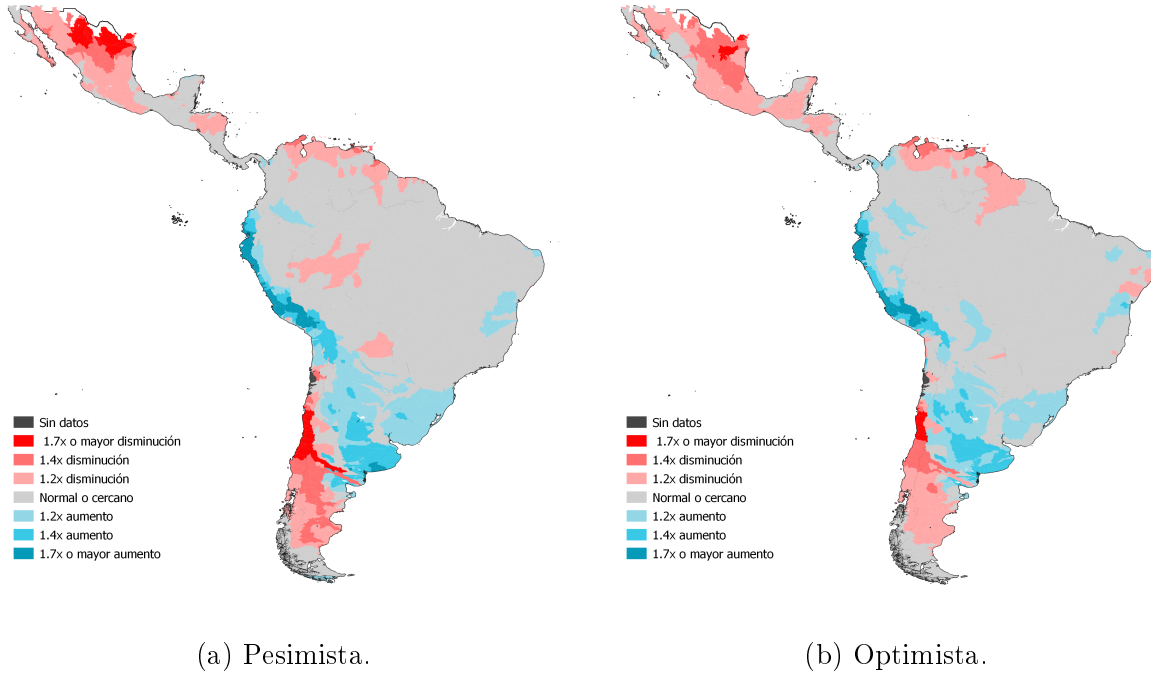 Sin datos
1.7x o mayor disminución
1.4x disminución
1.2x disminución
Normal o cercano
1.2x aumento
1.4x aumento
1.7x o mayor aumento
(a) Pesimista.
Sin datos
1.7x o mayor disminución
1.4x disminución
1.2x disminución
Normal o cercano
1.2x aumento
1.4x aumento
1.7x o mayor aumento
(b) Optimista.